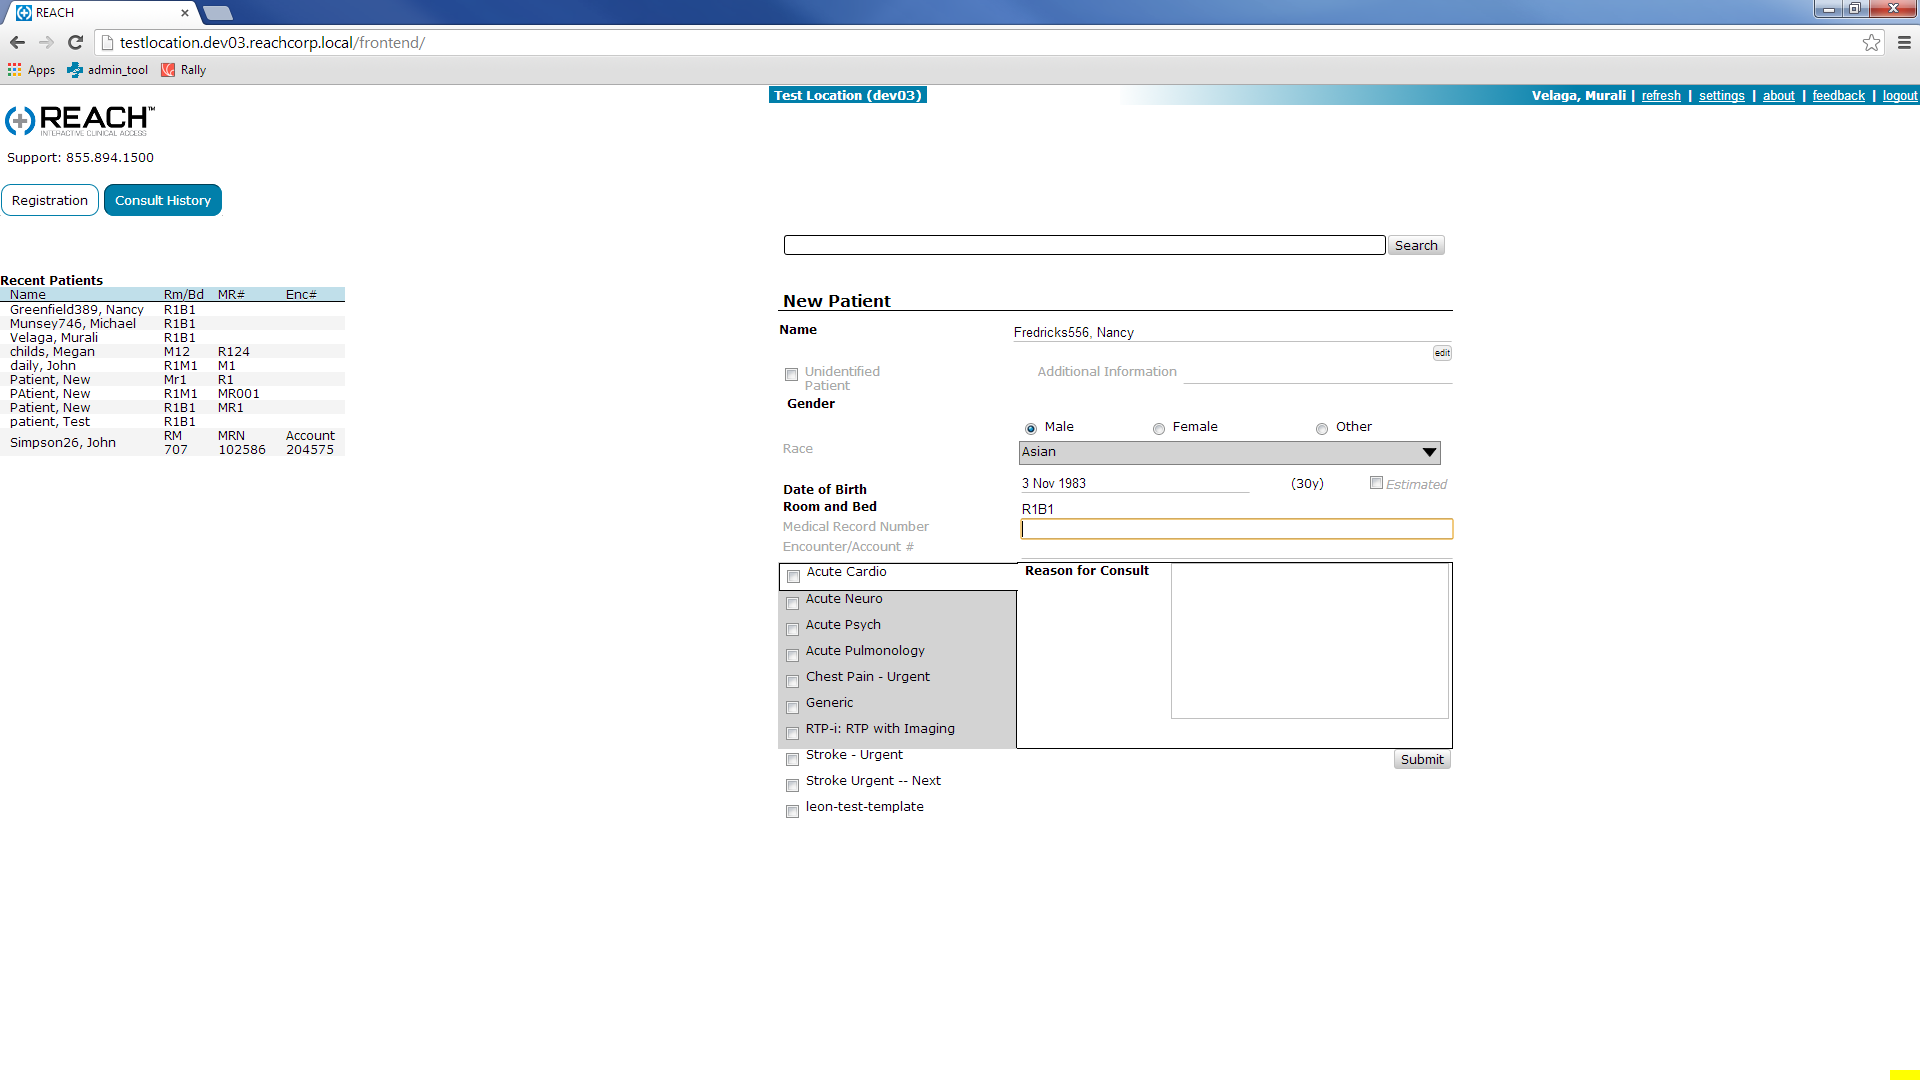 REACH
testlocation.dev03.reachcorp.local/frontend/
Apps admin_tool Rally
Test Location (dev03) Velaga, Murali | refresh | settings | about | feedback | logout
REACH™
INTERACTIVE CLINICAL ACCESS
Support: 855.894.1500
Registration Consult History
Search
Recent Patients
Name Rm/Bd MR# Enc#
Greenfield389, Nancy R1B1
Munsey746, Michael R1B1
Velaga, Murali R1B1
childs, Megan M12 R124
daily, John R1M1 M1
Patient, New Mr1 R1
PAtient, New R1M1 MR001
Patient, New R1B1 MR1
patient, Test R1B1
Simpson26, John RM 707 MRN 102586 Account 204575
New Patient
Name Fredricks556, Nancy
edit
Unidentified Patient Additional Information
Gender
Male Female Other
Race Asian
Date of Birth 3 Nov 1983 (30y) Estimated
Room and Bed R1B1
Medical Record Number
Encounter/Account #
Acute Cardio Reason for Consult
Acute Neuro
Acute Psych
Acute Pulmonology
Chest Pain - Urgent
Generic
RTP-i: RTP with Imaging
Stroke - Urgent Submit
Stroke Urgent -- Next
leon-test-template